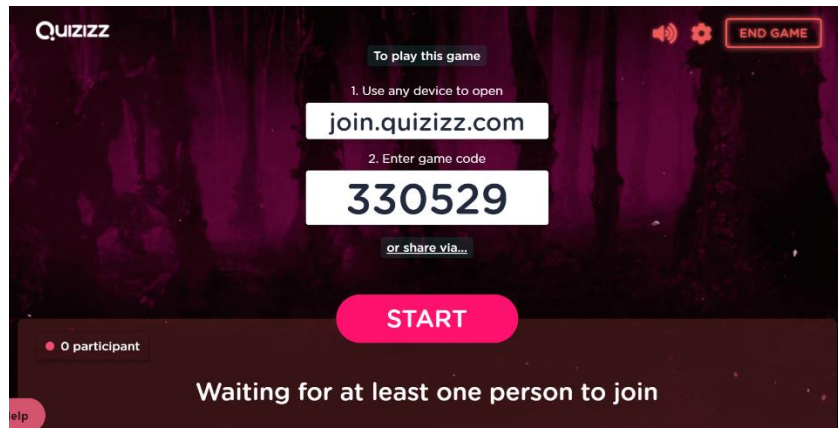 Quizizz
END GAME
To play this game
1. Use any device to open
join.quizizz.com
2. Enter game code
330529
or share via...
START
0 participant
Waiting for at least one person to join
elp